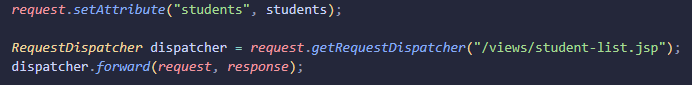 request.setAttribute("students", students);
RequestDispatcher dispatcher = request.getRequestDispatcher("/views/student-list.jsp");
dispatcher.forward(request, response);